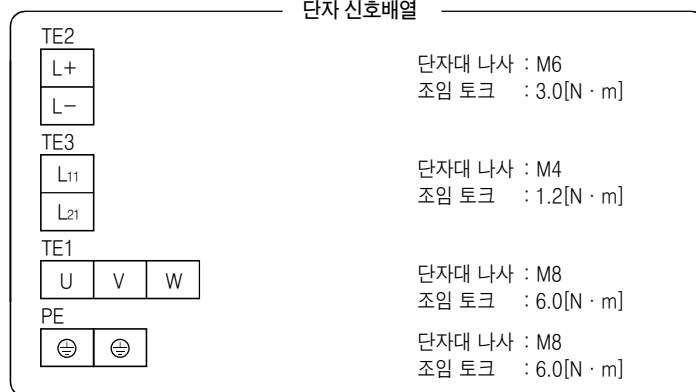 단자 신호배열
TE2
L+
L−
단자대 나사 : M6
조임 토크 : 3.0[N · m]
TE3
L11
L21
단자대 나사 : M4
조임 토크 : 1.2[N · m]
TE1
U V W
단자대 나사 : M8
조임 토크 : 6.0[N · m]
PE
단자대 나사 : M8
조임 토크 : 6.0[N · m]